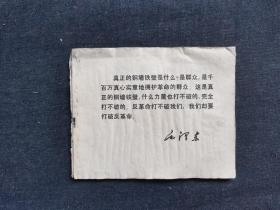 真正的铜墙铁壁是什么？是群众，是千
百万真心实意地拥护革命的群众。这是真
正的铜墙铁壁，什么力量也打不破的，完全
打不破的。反革命打不破我们，我们却要
打破反革命。
毛泽东